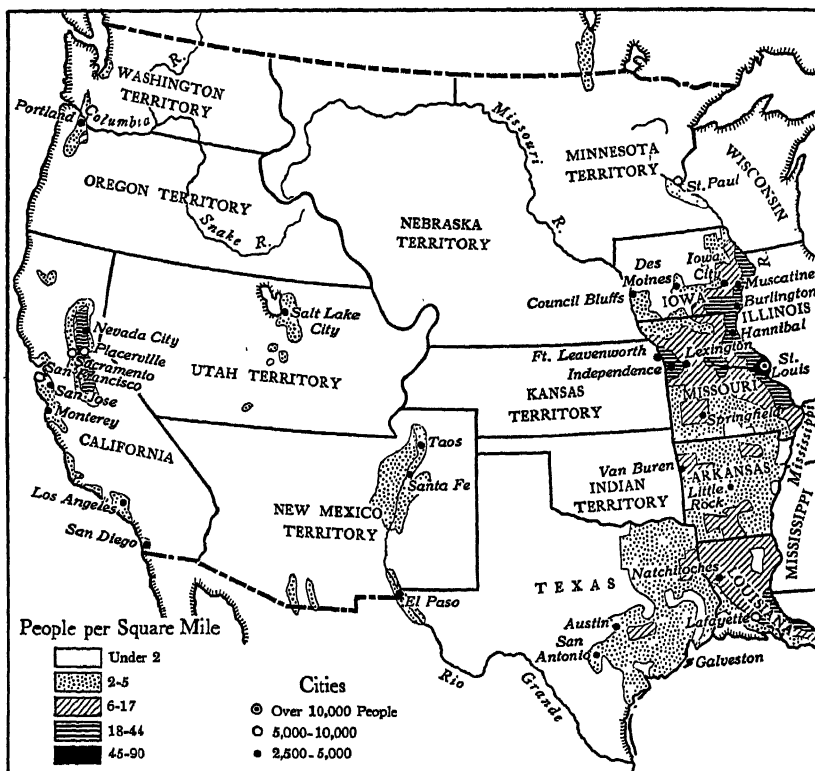 WASHINGTON
TERRITORY
R.
Portland
Columbia
OREGON TERRITORY
Snake R.
Missouri
R.
NEBRASKA
TERRITORY
MINNESOTA
TERRITORY
St. Paul
WISCONSIN
Des
Moines
Iowa
City
R.
Muscatine
Council Bluffs
IOWA
Burlington
ILLINOIS
Hannibal
Salt Lake
City
Nevada City
Placerville
Sacramento
San Francisco
San Jose
Monterey
UTAH TERRITORY
CALIFORNIA
Ft. Leavenworth
Lexington
Independence
St.
Louis
KANSAS
TERRITORY
MISSOURI
Springfield
Mississippi
Taos
Santa Fe
NEW MEXICO
TERRITORY
Van Buren
INDIAN
TERRITORY
ARKANSAS
Little
Rock
MISSISSIPPI
Los Angeles
San Diego
El Paso
TEXAS
Natchitoches
LOUISIANA
Lafayette
Austin
San
Antonio
Galveston
Rio
Grande
People per Square Mile
Under 2
2-5
6-17
18-44
45-90
Cities
Over 10,000 People
5,000-10,000
2,500-5,000